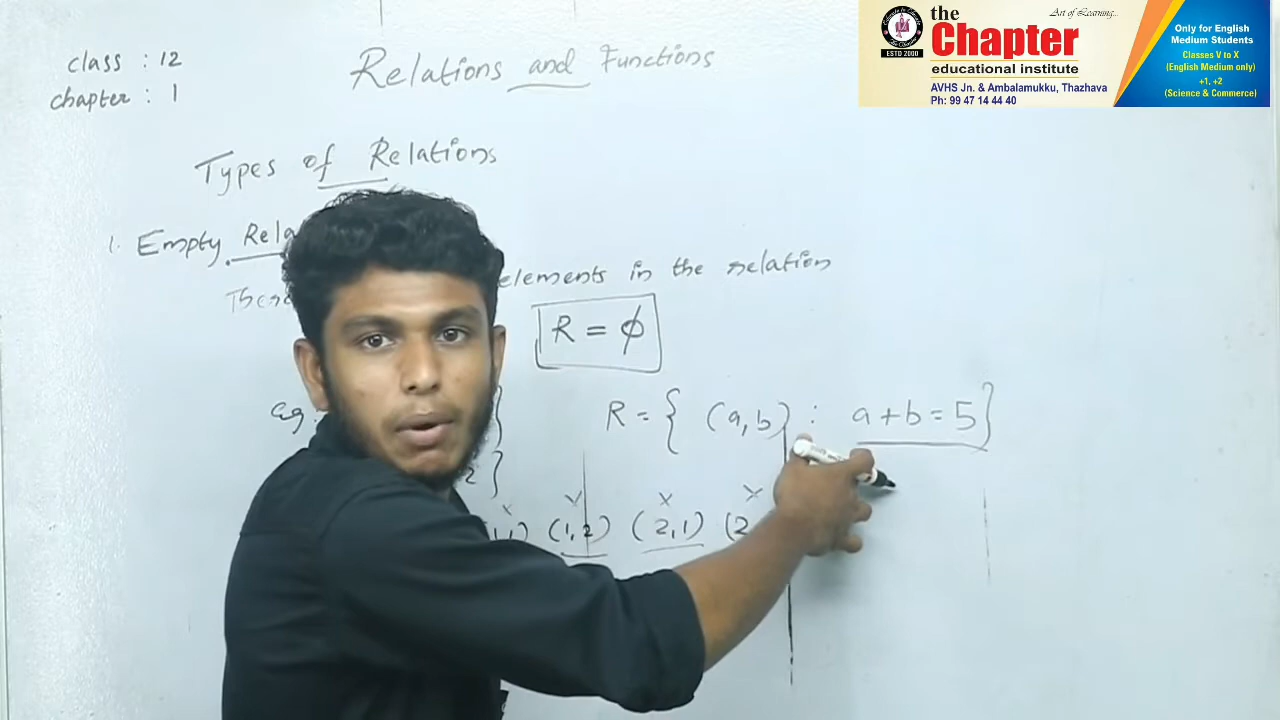 class : 12
chapter : 1
Relations and Functions
the
Chapter
Art of Learning...
educational institute
AVHS Jn. & Ambalamukku, Thazhava
Ph: 99 47 14 44 40
ESTD 2000
Only for English
Medium Students
Classes V to X
(English Medium only)
+1, +2
(Science & Commerce)
Types of Relations
1. Empty Rela
elements in the relation
R = ϕ
eg:
R = { (a,b) : a+b=5}
2 }
x x x x
(1,2) (2,1) (2